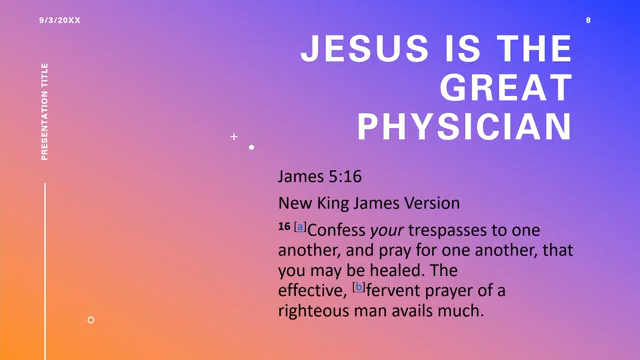 9/3/20XX
8
PRESENTATION TITLE
JESUS IS THE
GREAT
PHYSICIAN
James 5:16
New King James Version
16 [a]Confess your trespasses to one
another, and pray for one another, that
you may be healed. The
effective, [b]fervent prayer of a
righteous man avails much.